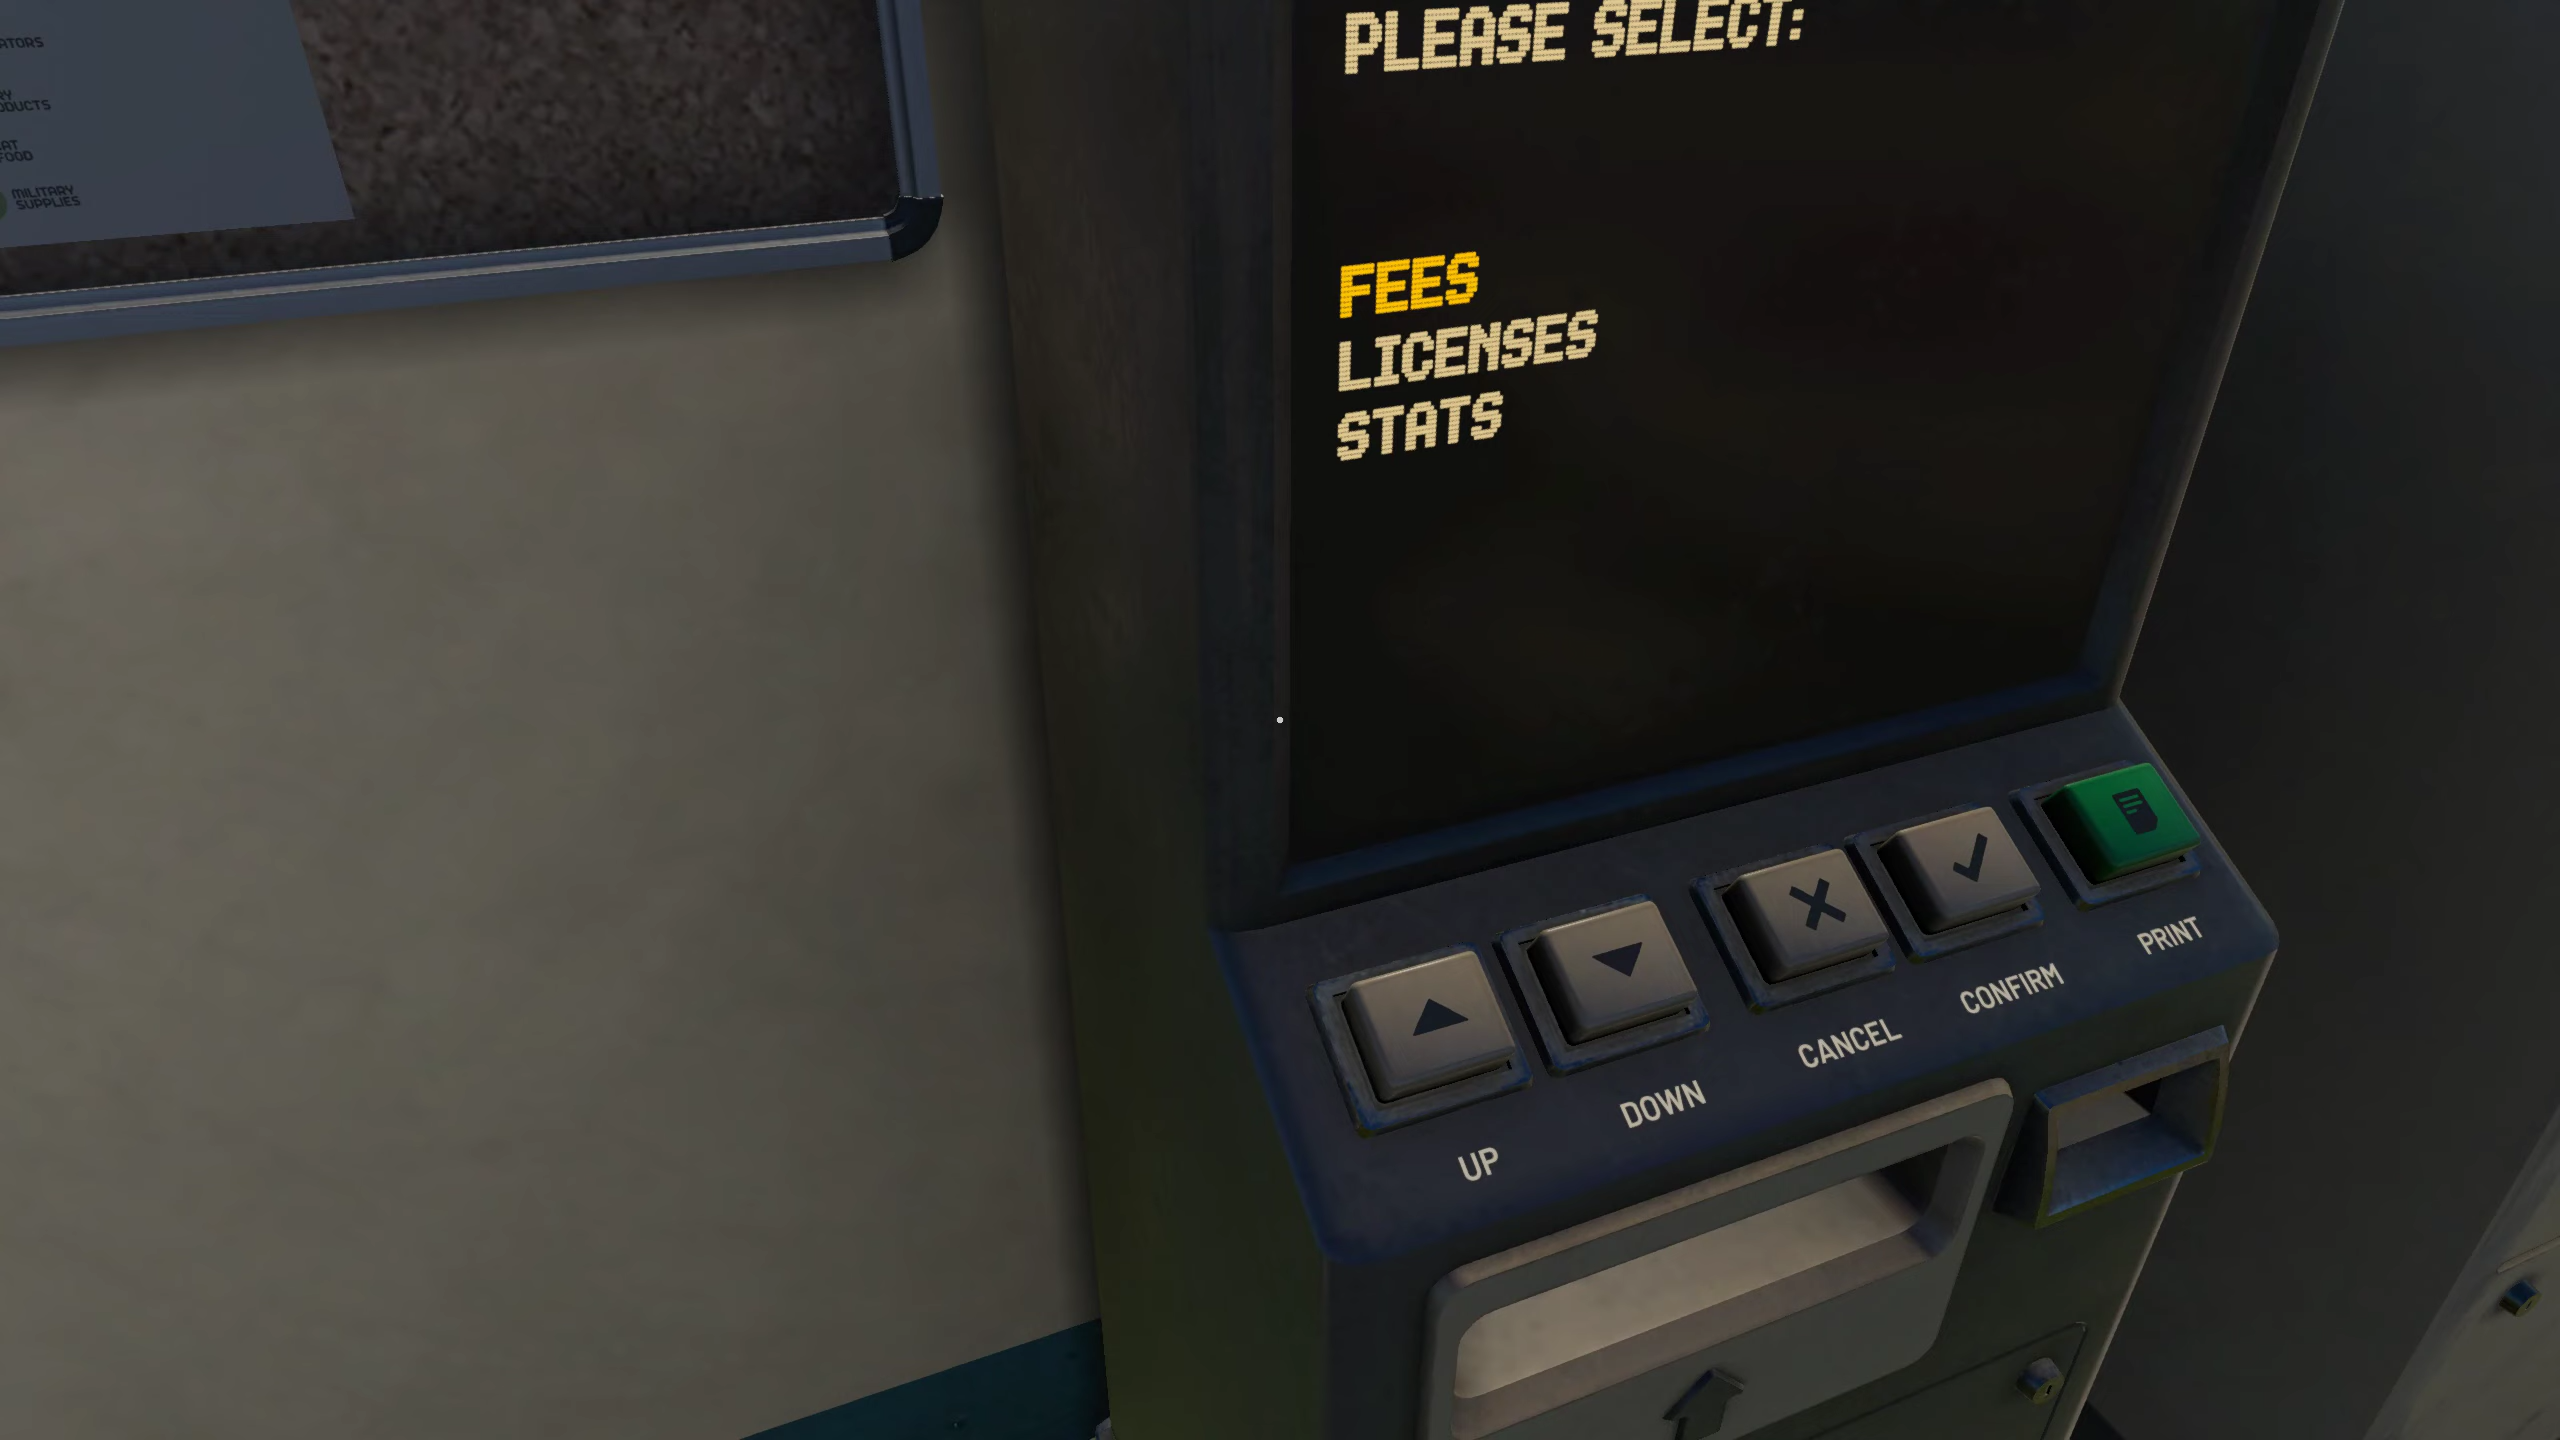 PLEASE SELECT:
FEES
LICENSES
STATS
UP
DOWN
CANCEL
CONFIRM
PRINT
MILITARY
SUPPLIES